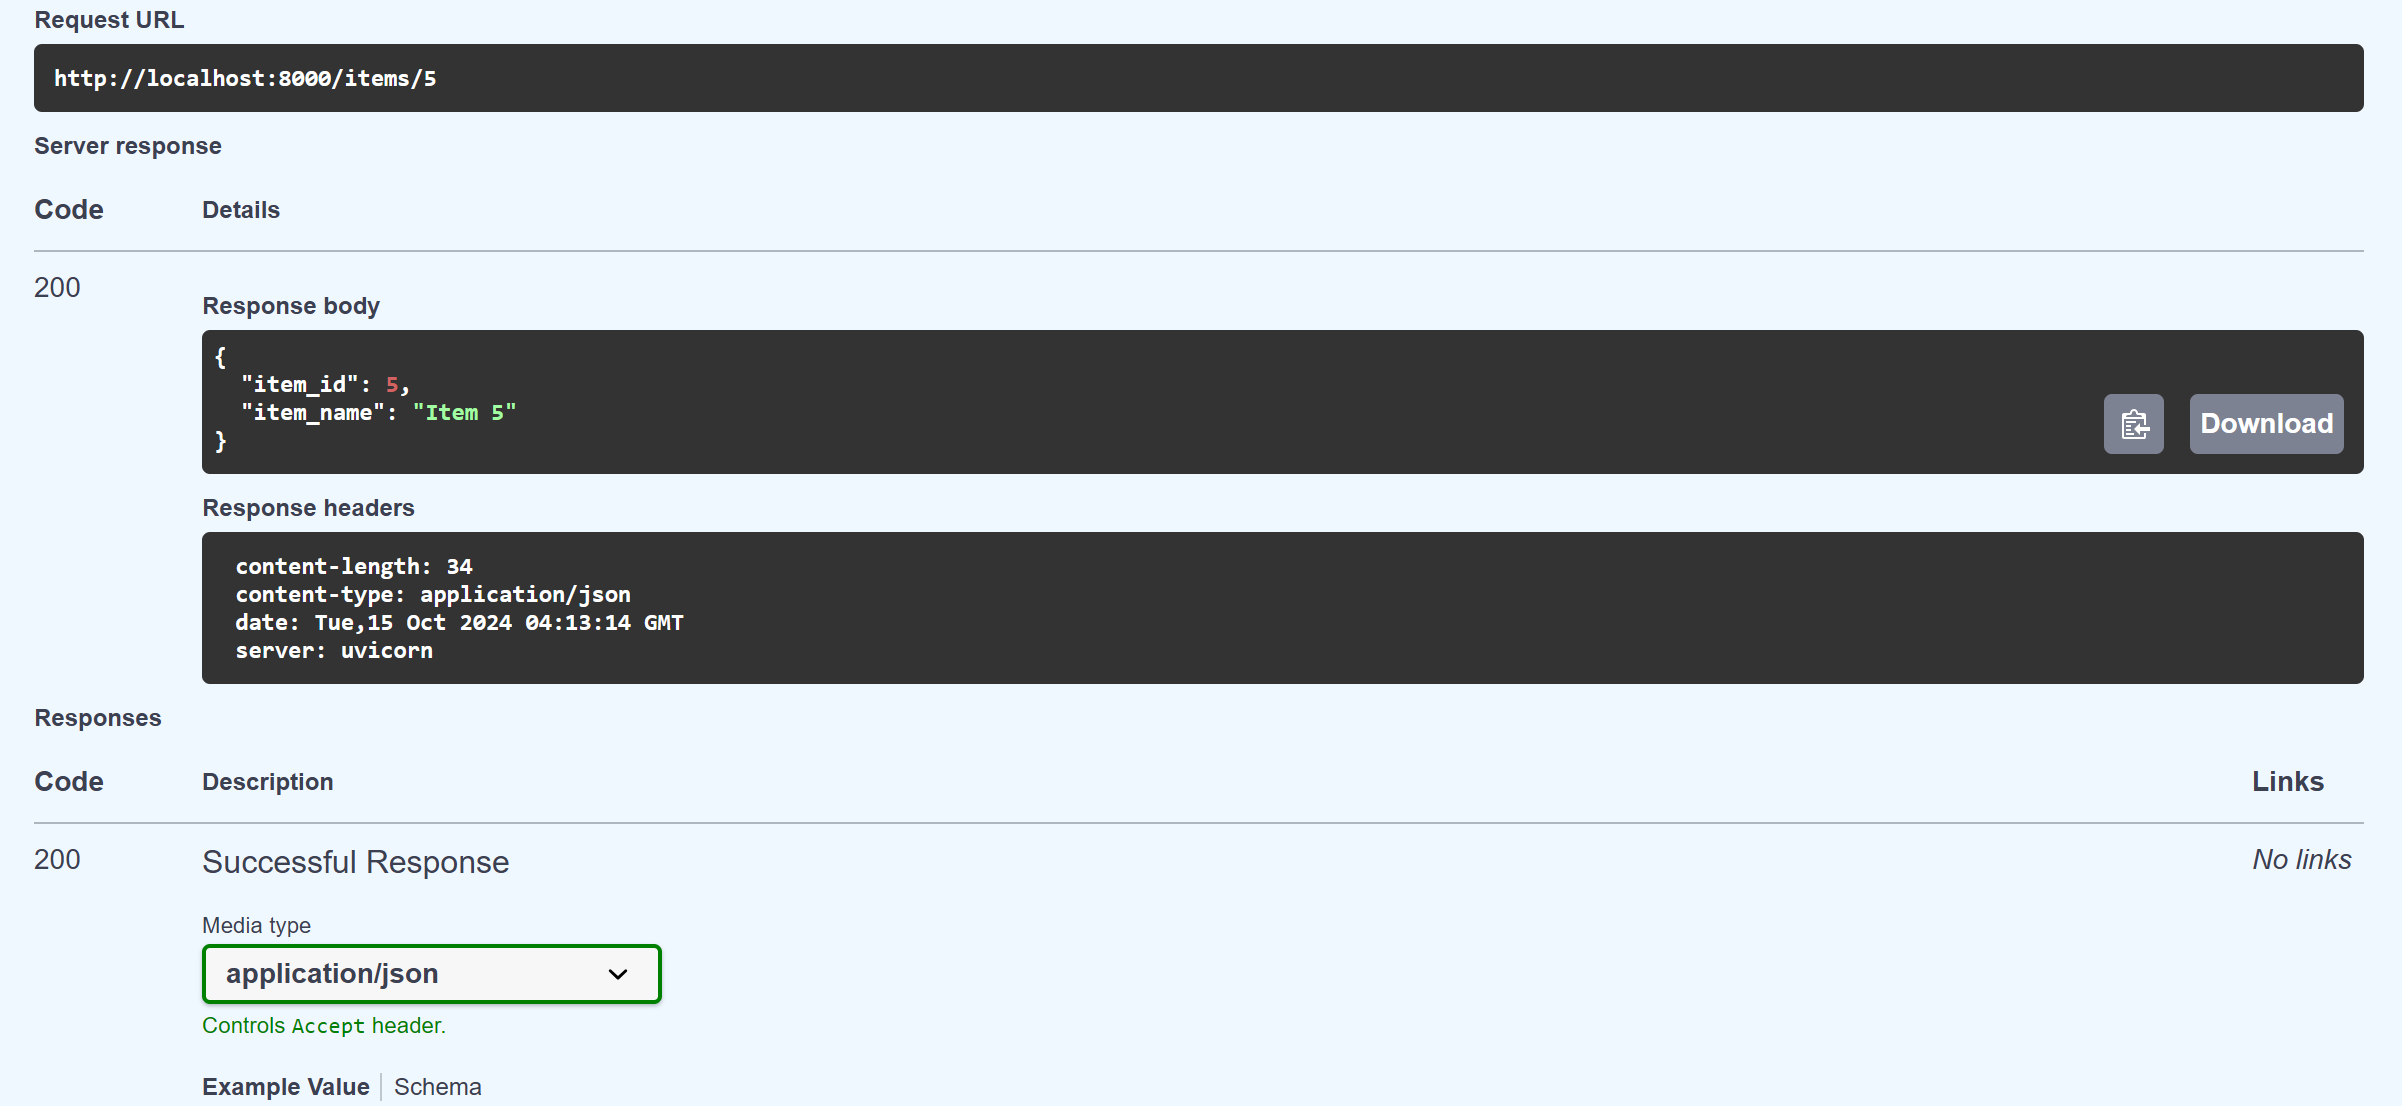 Request URL
http://localhost:8000/items/5
Server response
Code Details
200
Response body
{
  "item_id": 5,
  "item_name": "Item 5"
}
Download
Response headers
content-length: 34
content-type: application/json
date: Tue,15 Oct 2024 04:13:14 GMT
server: uvicorn
Responses
Code Description Links
200 Successful Response No links
Media type
application/json
Controls Accept header.
Example Value Schema